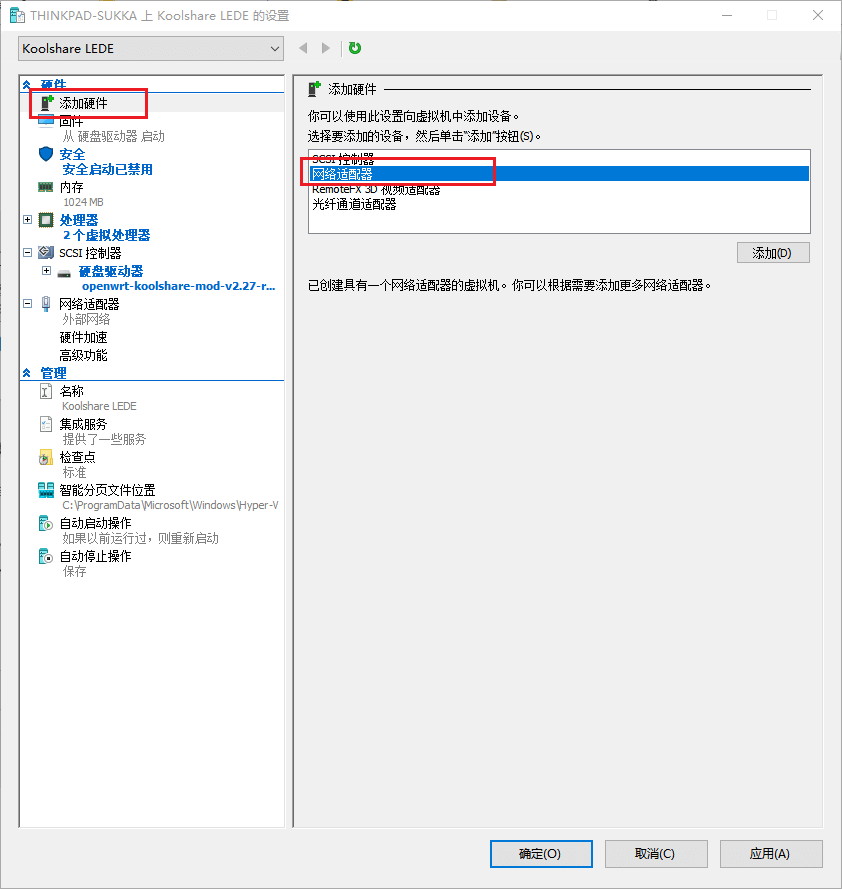 THINKPAD-SUKKA 上 Koolshare LEDE 的设置
Koolshare LEDE
硬件
添加硬件
固件
从 硬盘驱动器 启动
安全
安全启动已禁用
内存
1024 MB
处理器
2 个虚拟处理器
SCSI 控制器
硬盘驱动器
openwrt-koolshare-mod-v2.27-r...
网络适配器
外部网络
硬件加速
高级功能
管理
名称
Koolshare LEDE
集成服务
提供了一些服务
检查点
标准
智能分页文件位置
C:\ProgramData\Microsoft\Windows\Hyper-V
自动启动操作
如果以前运行过，则重新启动
自动停止操作
保存
添加硬件
你可以使用此设置向虚拟机中添加设备。
选择要添加的设备，然后单击“添加”按钮(S)。
SCSI 控制器
网络适配器
RemoteFX 3D 视频适配器
光纤通道适配器
添加(D)
已创建具有一个网络适配器的虚拟机。你可以根据需要添加更多网络适配器。
确定(O)
取消(C)
应用(A)